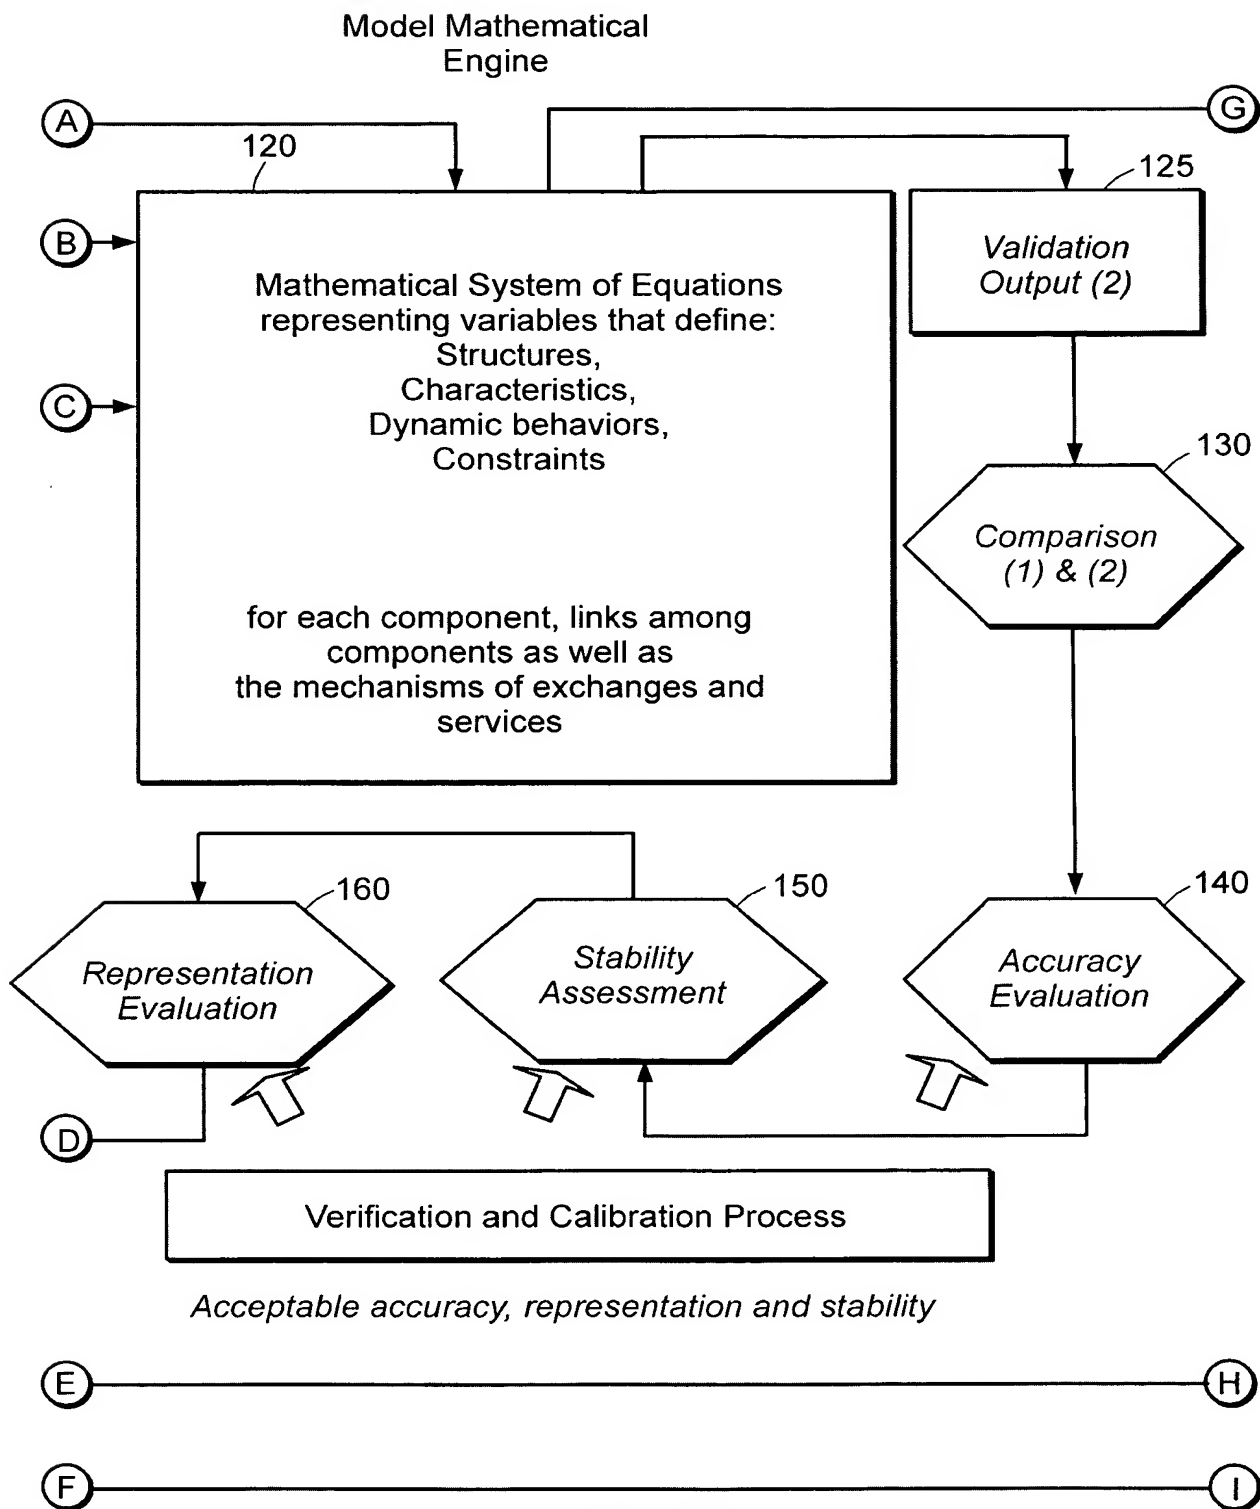 Model Mathematical
Engine
A
G
120
125
B
Validation
Output (2)
Mathematical System of Equations
representing variables that define:
Structures,
Characteristics,
Dynamic behaviors,
Constraints
C
130
Comparison
(1) & (2)
for each component, links among
components as well as
the mechanisms of exchanges and
services
160
150
140
Representation
Evaluation
Stability
Assessment
Accuracy
Evaluation
D
Verification and Calibration Process
Acceptable accuracy, representation and stability
E
H
F
I